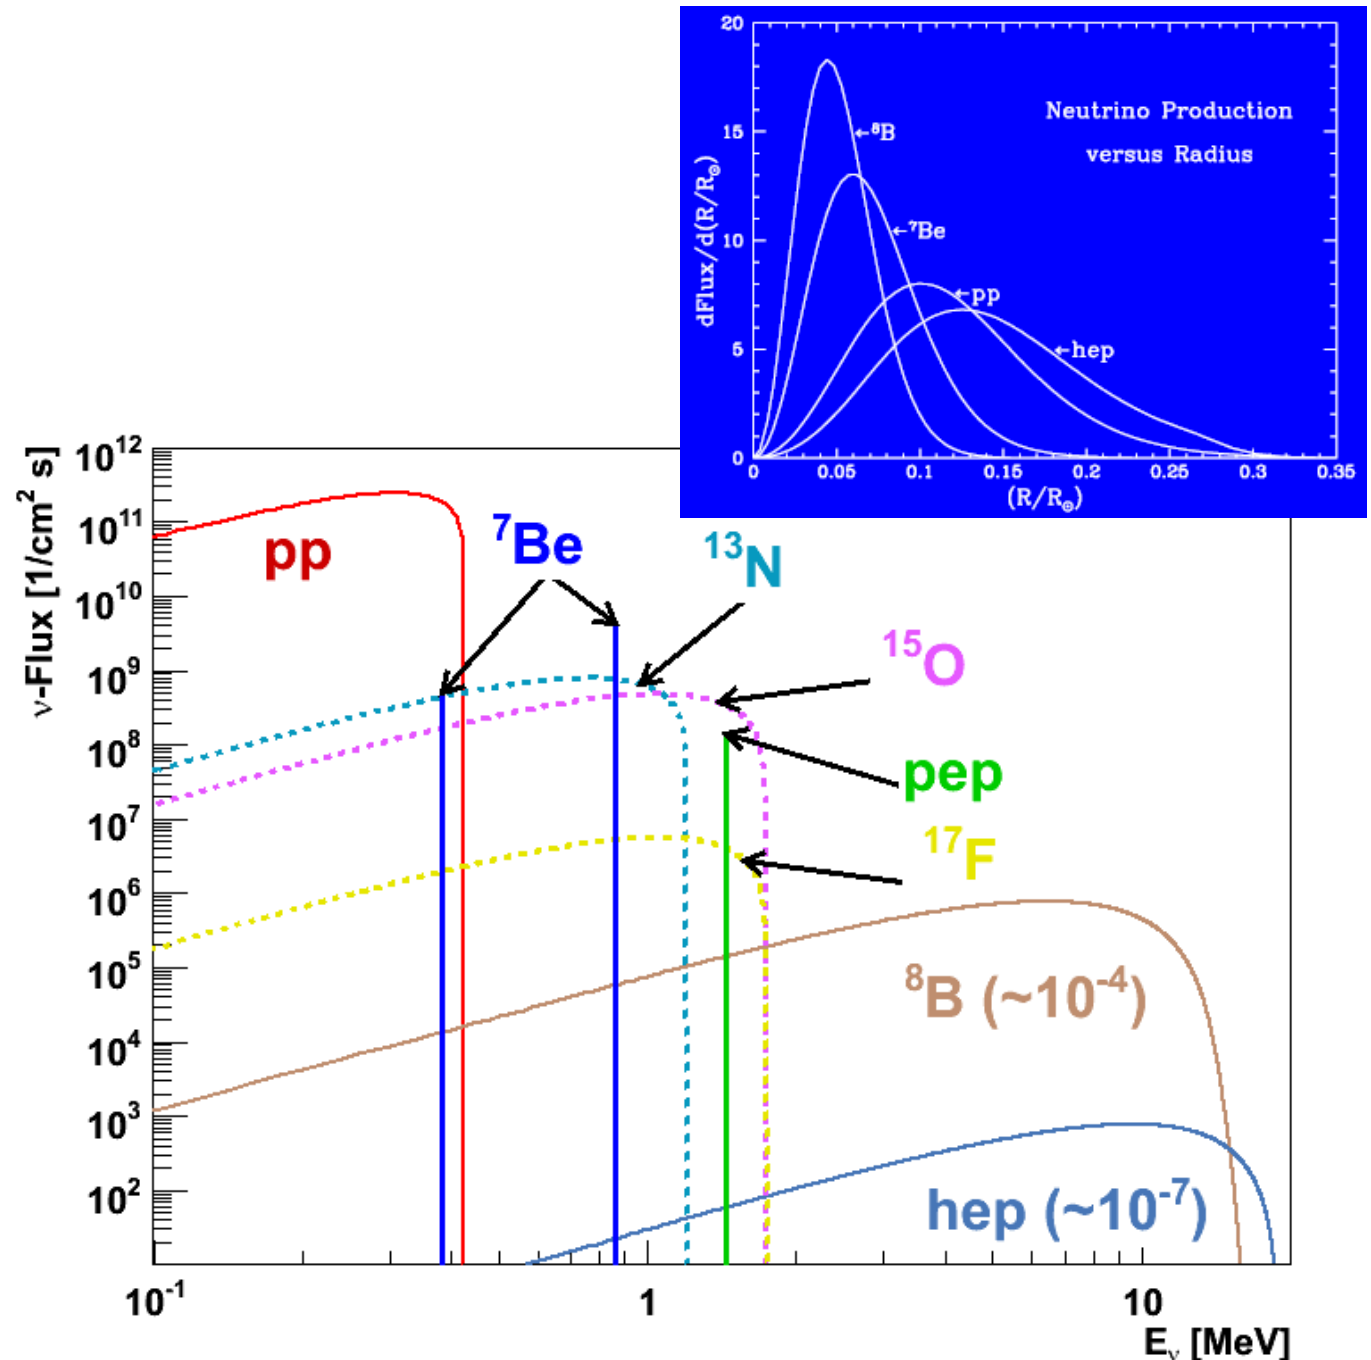 20
15
10
5
0
dFlux/d(R/R⊙)
Neutrino Production
versus Radius
←⁸B
←⁷Be
←pp
←hep
0 0.05 0.1 0.15 0.2 0.25 0.3 0.35
(R/R⊙)
ν-Flux [1/cm² s]
10¹²
10¹¹
10¹⁰
10⁹
10⁸
10⁷
10⁶
10⁵
10⁴
10³
10²
pp
⁷Be
¹³N
¹⁵O
pep
¹⁷F
⁸B (~10⁻⁴)
hep (~10⁻⁷)
10⁻¹ 1 10
Eᵥ [MeV]